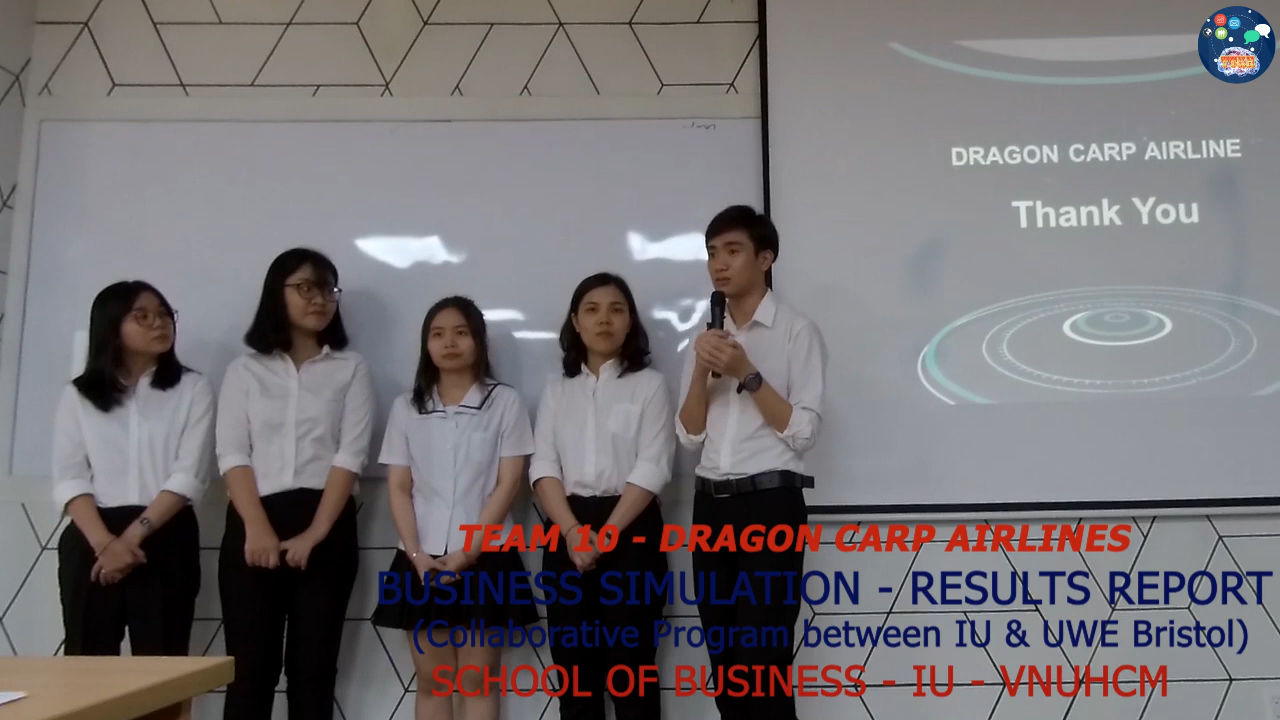 DRAGON CARP AIRLINE
Thank You
TEAM 10 - DRAGON CARP AIRLINES
BUSINESS SIMULATION - RESULTS REPORT
(Collaborative Program between IU & UWE Bristol)
SCHOOL OF BUSINESS - IU - VNUHCM